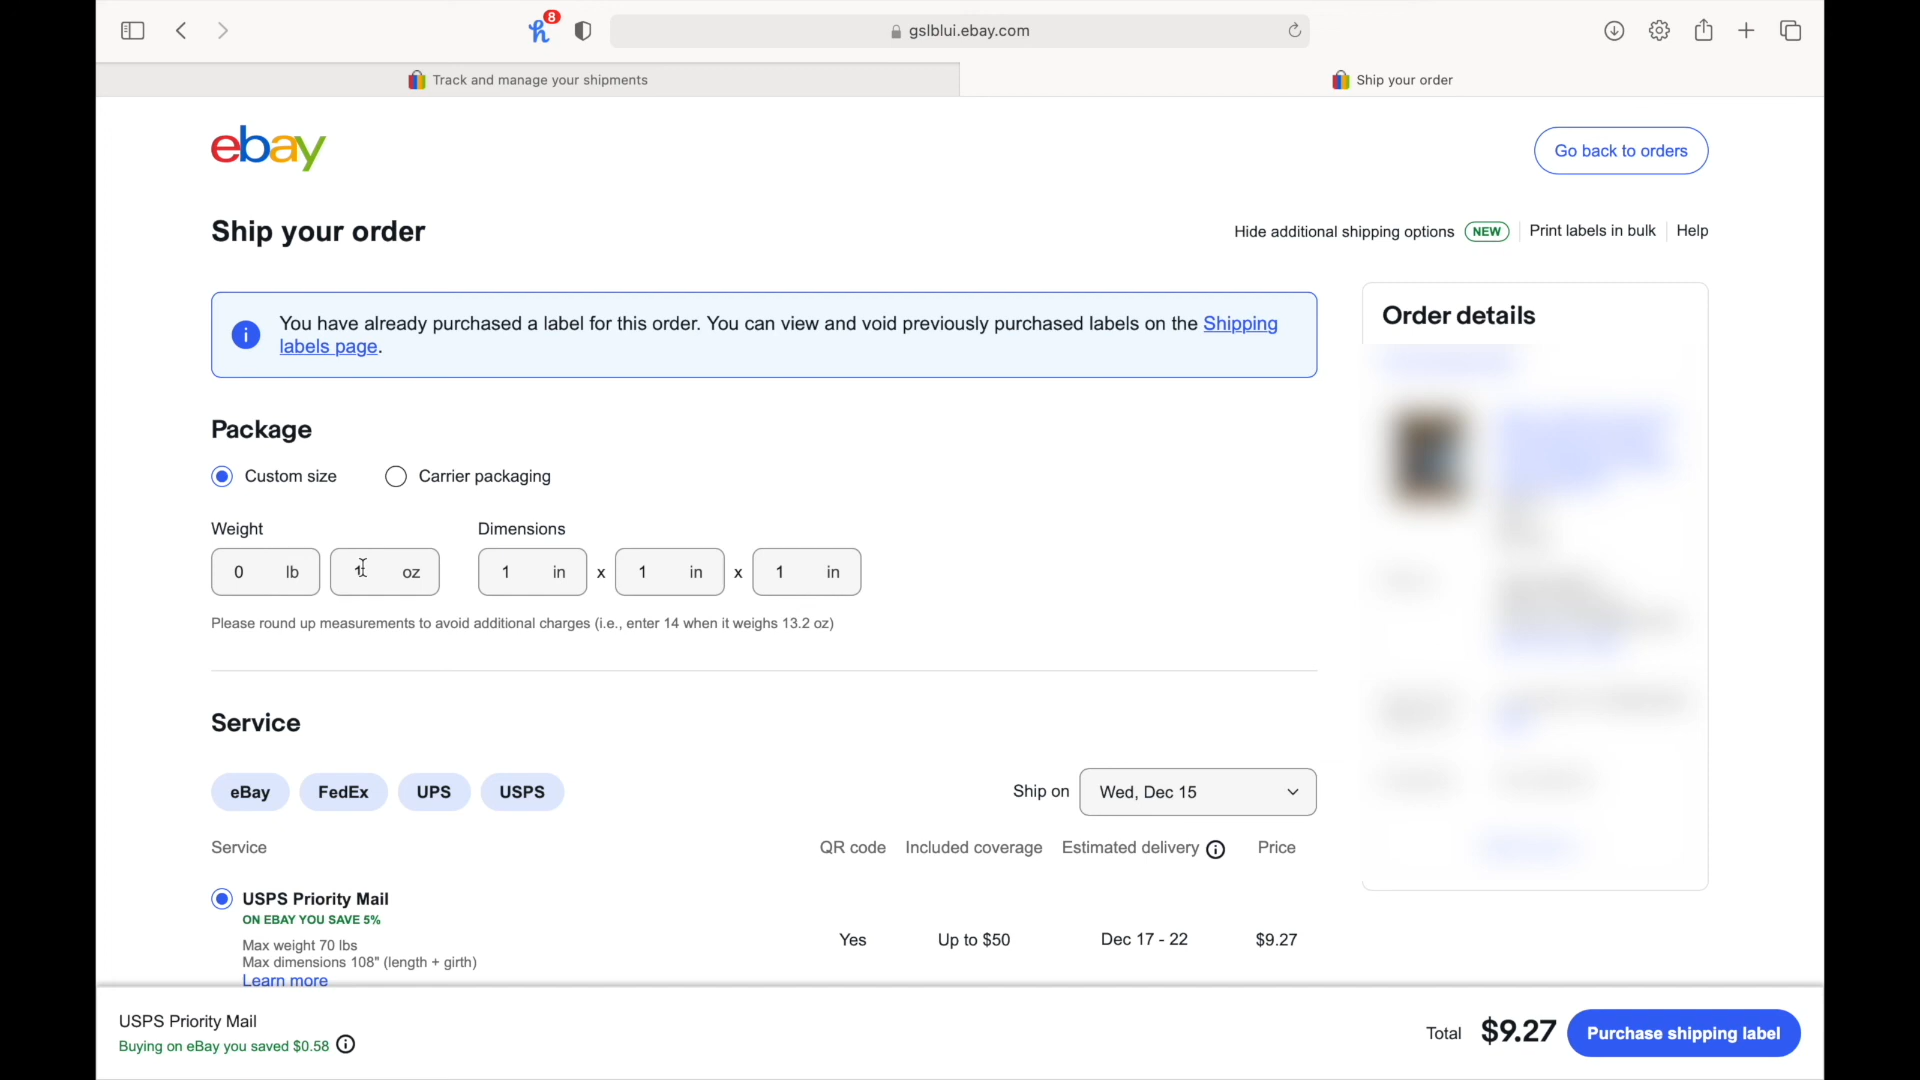 8
gslblui.ebay.com
Track and manage your shipments
Ship your order
ebay
Go back to orders
Ship your order
Hide additional shipping options NEW Print labels in bulk Help
i You have already purchased a label for this order. You can view and void previously purchased labels on the Shipping
labels page.
Order details
Package
Custom size Carrier packaging
Weight Dimensions
0 lb 1 oz 1 in x 1 in x 1 in
Please round up measurements to avoid additional charges (i.e., enter 14 when it weighs 13.2 oz)
Service
eBay FedEx UPS USPS Ship on Wed, Dec 15
Service QR code Included coverage Estimated delivery Price
USPS Priority Mail
ON EBAY YOU SAVE 5%
Max weight 70 lbs
Max dimensions 108" (length + girth)
Learn more
Yes Up to $50 Dec 17 - 22 $9.27
USPS Priority Mail
Buying on eBay you saved $0.58
Total $9.27 Purchase shipping label